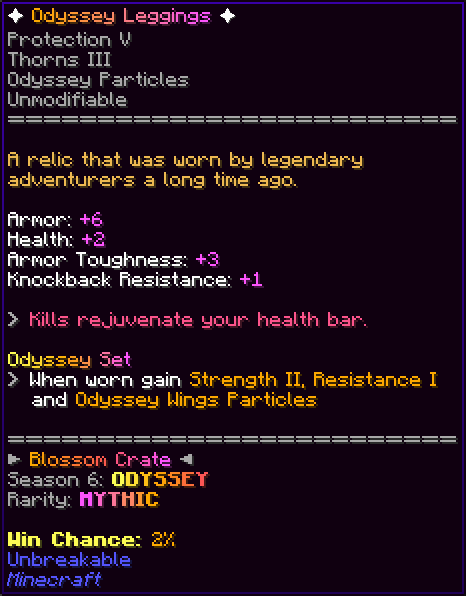 ✦ Odyssey Leggings ✦
Protection V
Thorns III
Odyssey Particles
Unmodifiable
==============================
A relic that was worn by legendary
adventurers a long time ago.
Armor: +6
Health: +2
Armor Toughness: +3
Knockback Resistance: +1
> Kills rejuvenate your health bar.
Odyssey Set
> When worn gain Strength II, Resistance I
and Odyssey Wings Particles
==============================
► Blossom Crate ◄
Season 6: ODYSSEY
Rarity: MYTHIC
Win Chance: 2%
Unbreakable
Minecraft